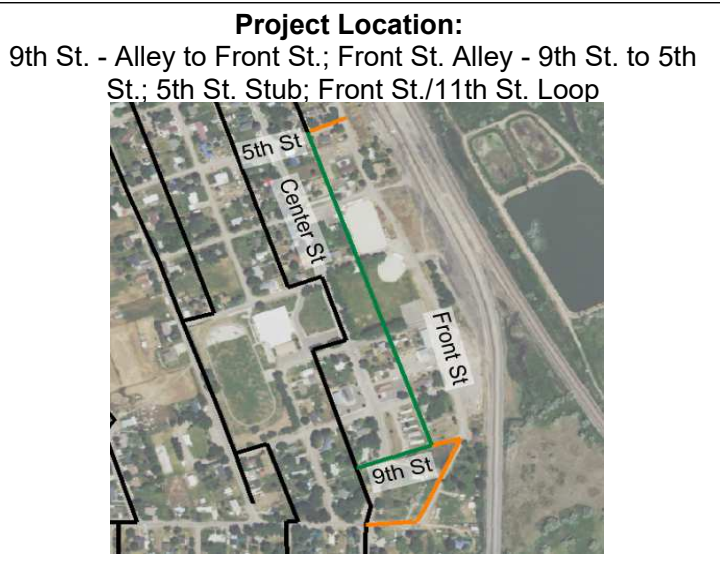 Project Location:
9th St. - Alley to Front St.; Front St. Alley - 9th St. to 5th
St.; 5th St. Stub; Front St./11th St. Loop
5th St
Center St
Front St
9th St